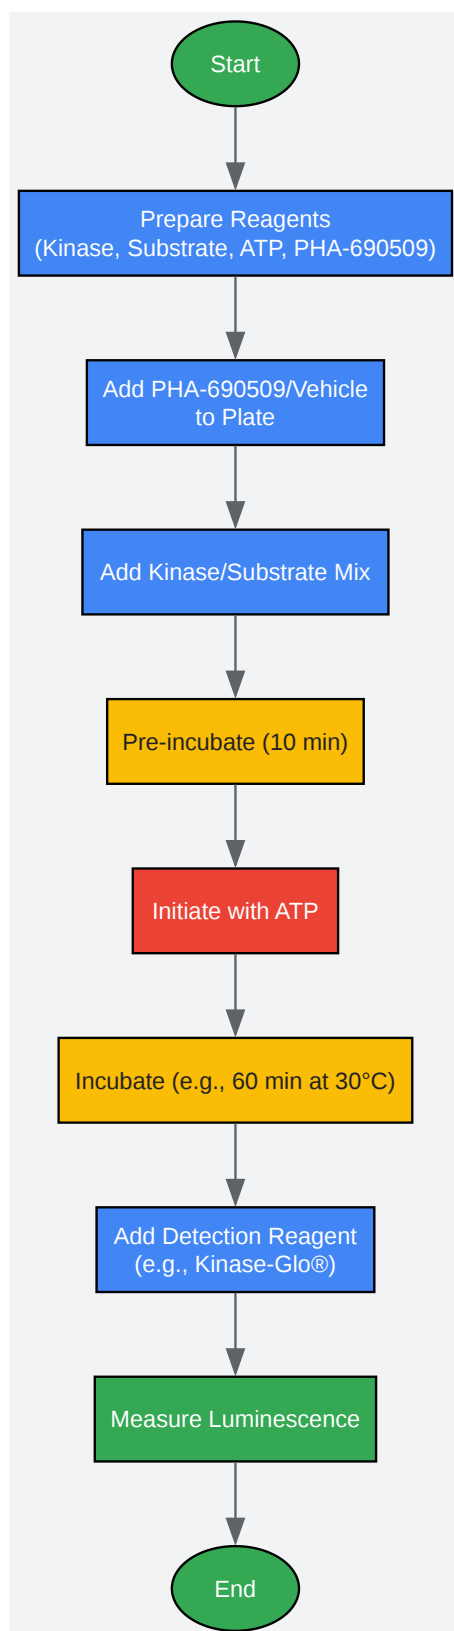 Start
Prepare Reagents
(Kinase, Substrate, ATP, PHA-690509)
Add PHA-690509/Vehicle
to Plate
Add Kinase/Substrate Mix
Pre-incubate (10 min)
Initiate with ATP
Incubate (e.g., 60 min at 30°C)
Add Detection Reagent
(e.g., Kinase-Glo®)
Measure Luminescence
End